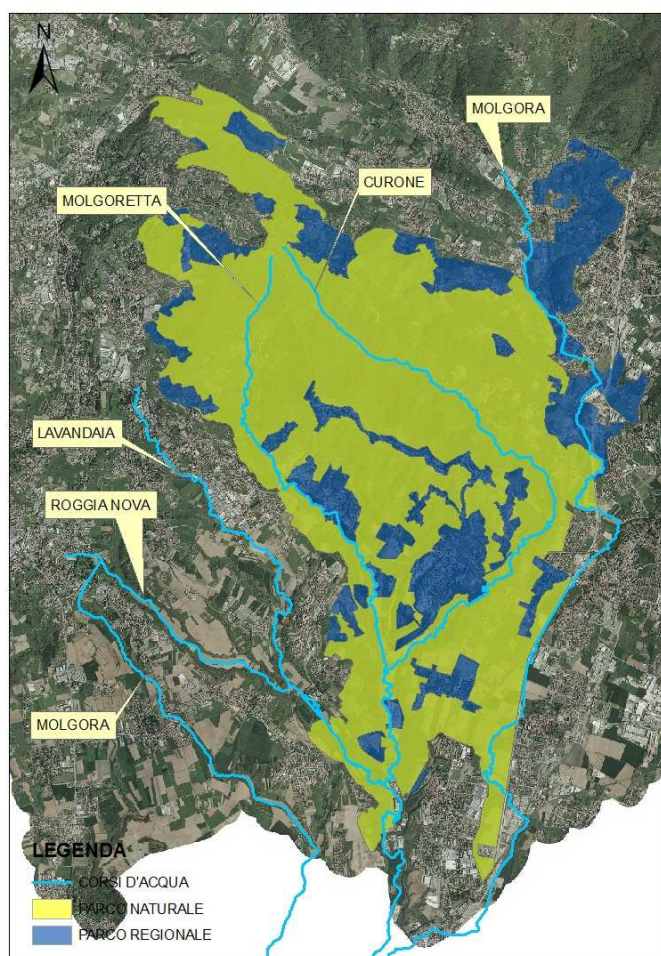 N
MOLGORA
CURONE
MOLGORETTA
LAVANDAIA
ROGGIA NOVA
MOLGORA
LEGENDA
CORSI D'ACQUA
PARCO NATURALE
PARCO REGIONALE